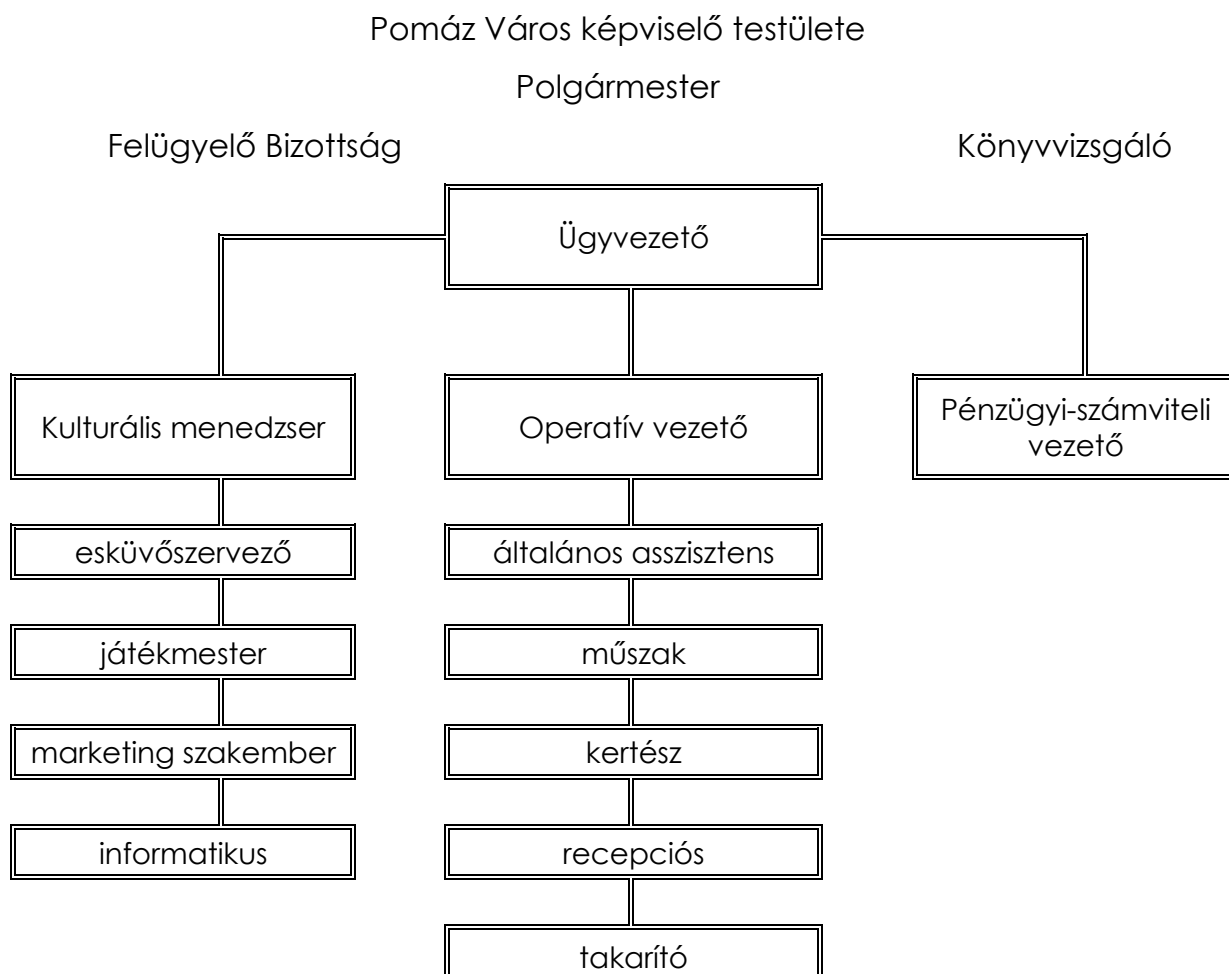 Pomáz Város képviselő testülete
Polgármester
Felügyelő Bizottság
Könyvvizsgáló
Ügyvezető
Kulturális menedzser
Operatív vezető
Pénzügyi-számviteli
vezető
esküvőszervező
általános asszisztens
játékmester
műszak
marketing szakember
kertész
informatikus
recepciós
takarító